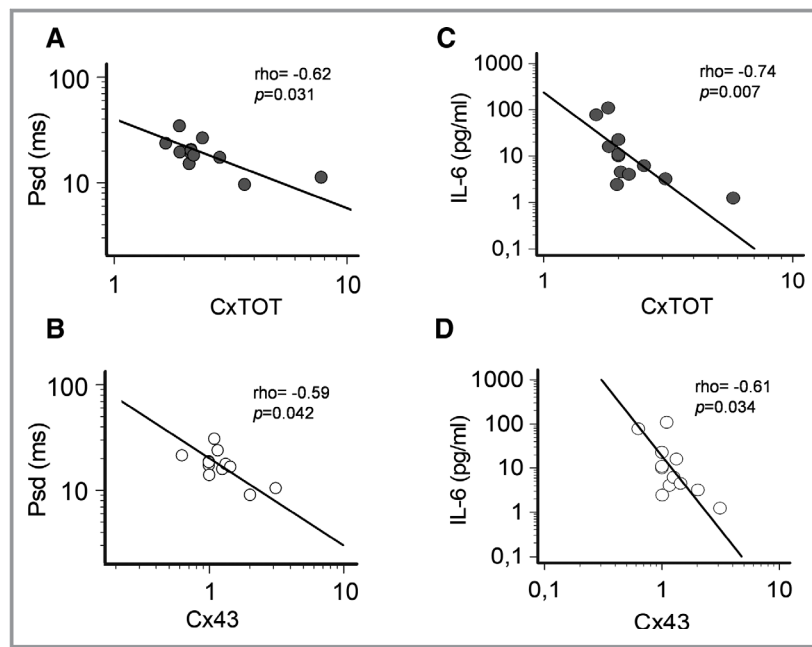 A
Psd (ms)
100
10
rho= -0.62
p=0.031
1
10
CxTOT
C
IL-6 (pg/ml)
1000
100
10
1
0,1
rho= -0.74
p=0.007
1
10
CxTOT
B
Psd (ms)
100
10
rho= -0.59
p=0.042
1
10
Cx43
D
IL-6 (pg/ml)
1000
100
10
1
0,1
rho= -0.61
p=0.034
0,1
1
10
Cx43